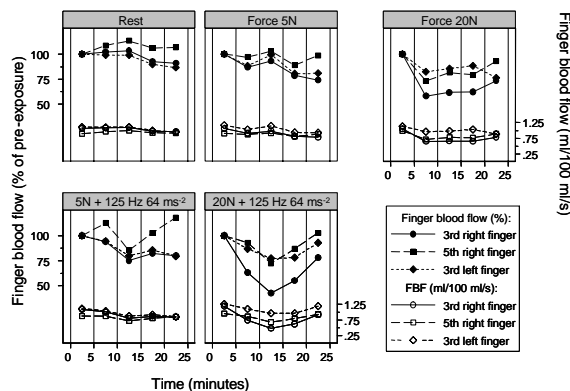 Rest
Force 5N
Force 20N
100
75
50
100
75
50
1.25
.75
.25
5N + 125 Hz 64 ms-2
20N + 125 Hz 64 ms-2
100
75
50
100
75
50
1.25
.75
.25
0 5 10 15 20 25
0 5 10 15 20 25
0 5 10 15 20 25
Time (minutes)
Finger blood flow (% of pre-exposure)
Finger blood flow (ml/100 ml/s)
Finger blood flow (%):
3rd right finger
5th right finger
3rd left finger
FBF (ml/100 ml/s):
3rd right finger
5th right finger
3rd left finger